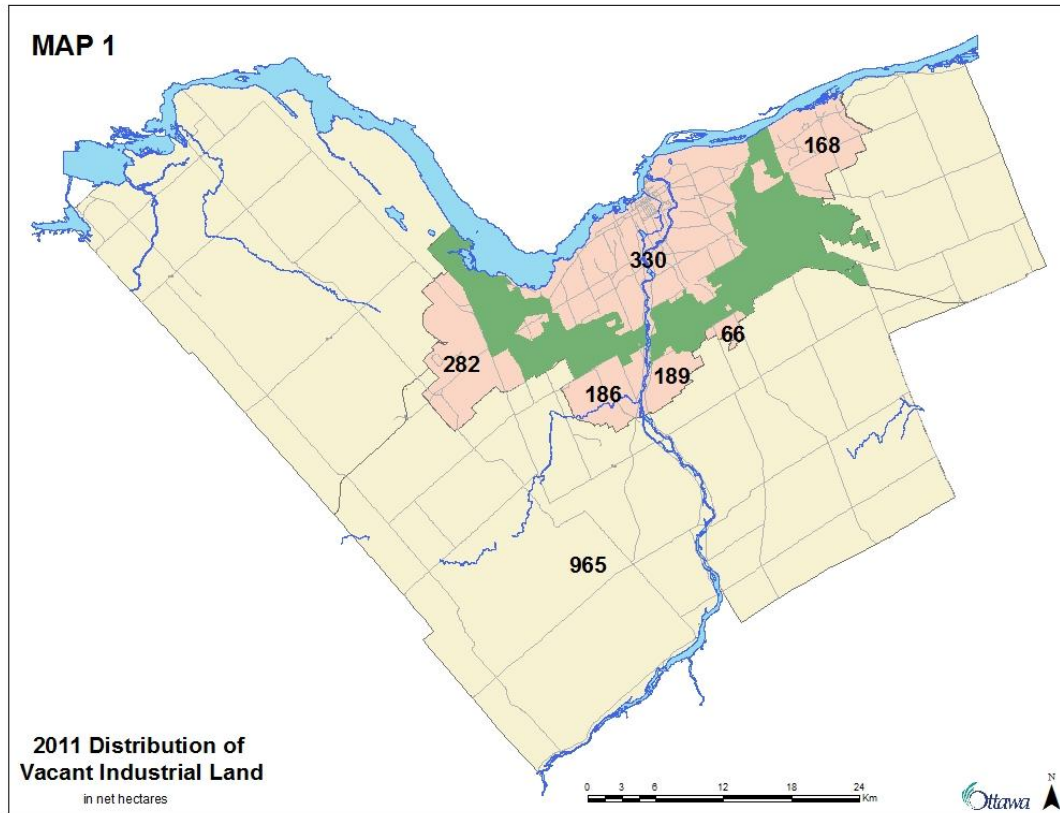 MAP 1
168
330
66
282
189
186
965
2011 Distribution of
Vacant Industrial Land
in net hectares
0 3 6 12 18 24
Km
Ottawa
N